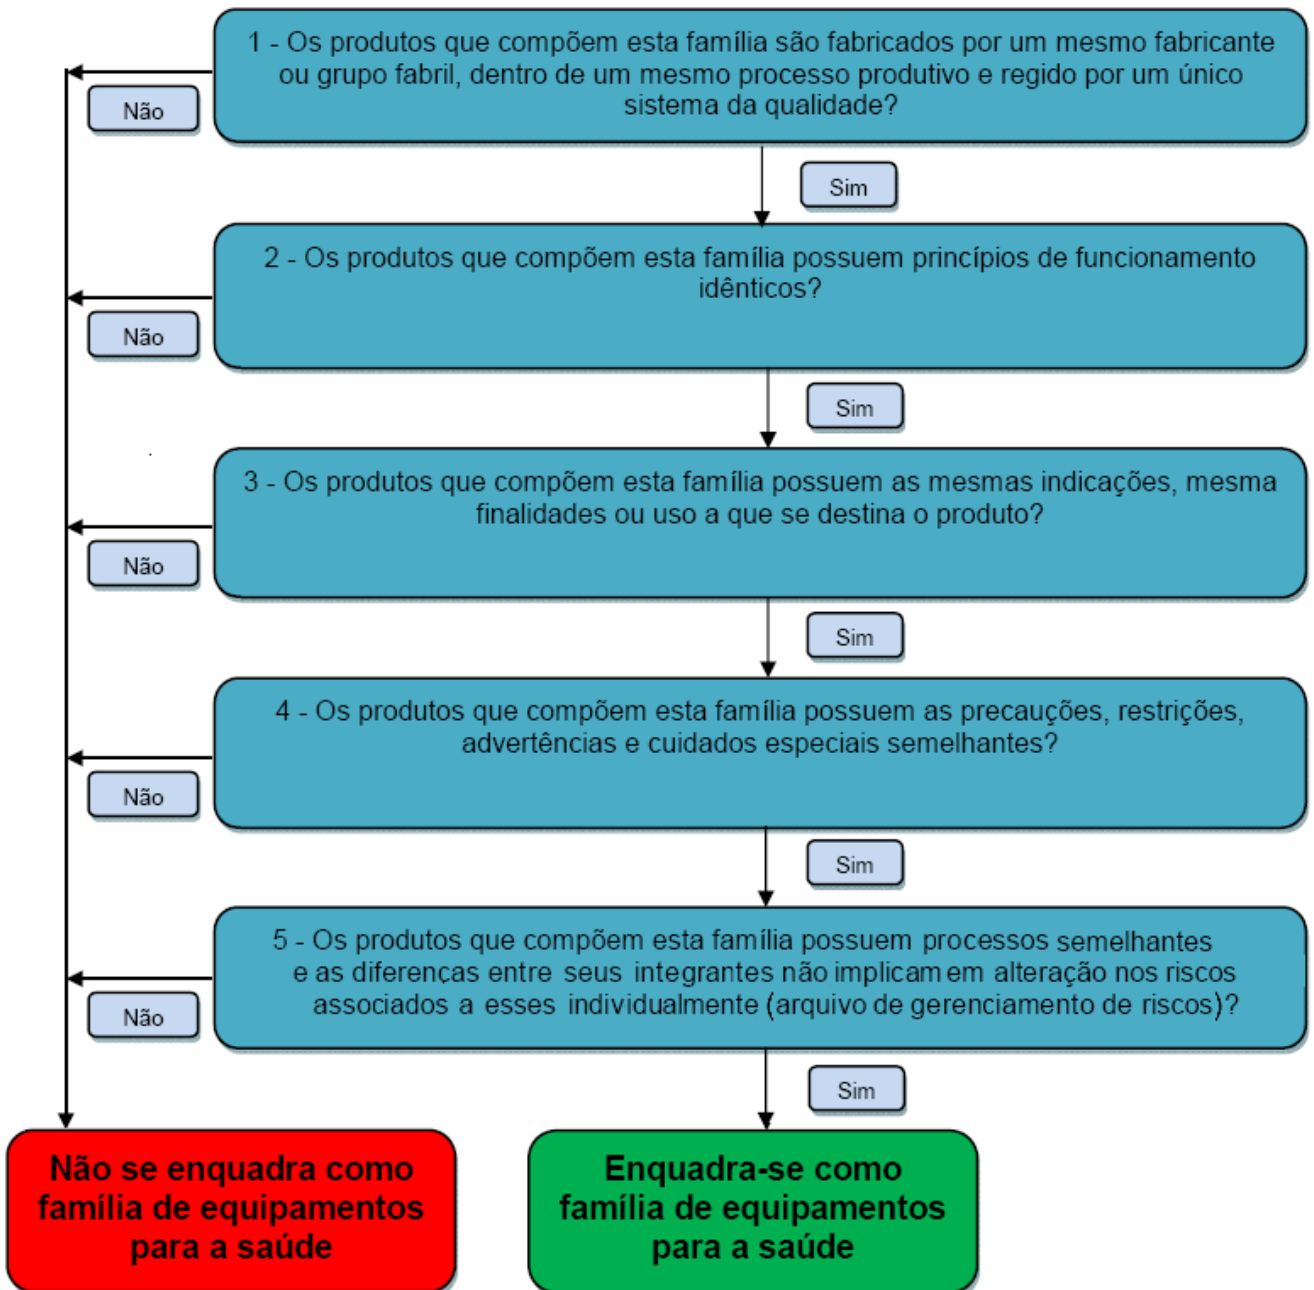 1 - Os produtos que compõem esta família são fabricados por um mesmo fabricante
ou grupo fabril, dentro de um mesmo processo produtivo e regido por um único
sistema da qualidade?
Não
Sim
2 - Os produtos que compõem esta família possuem princípios de funcionamento
idênticos?
Não
Sim
3 - Os produtos que compõem esta família possuem as mesmas indicações, mesma
finalidades ou uso a que se destina o produto?
Não
Sim
4 - Os produtos que compõem esta família possuem as precauções, restrições,
advertências e cuidados especiais semelhantes?
Não
Sim
5 - Os produtos que compõem esta família possuem processos semelhantes
e as diferenças entre seus integrantes não implicam em alteração nos riscos
associados a esses individualmente (arquivo de gerenciamento de riscos)?
Não
Sim
Não se enquadra como
família de equipamentos
para a saúde
Enquadra-se como
família de equipamentos
para a saúde